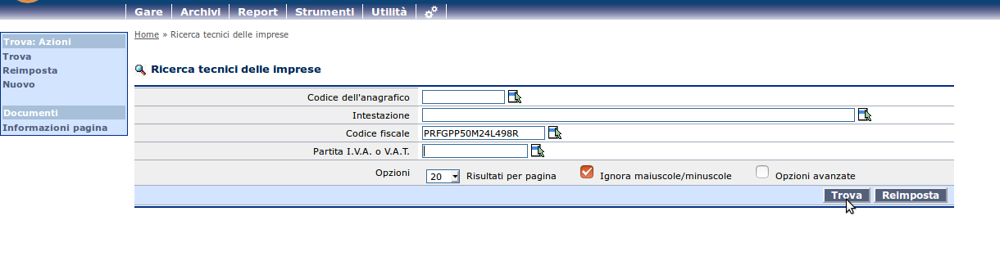 Gare Archivi Report Strumenti Utilità
Home » Ricerca tecnici delle imprese
Trova: Azioni
Trova
Reimposta
Nuovo
Documenti
Informazioni pagina
Ricerca tecnici delle imprese
Codice dell'anagrafico
Intestazione
Codice fiscale PRFGPP50M24L498R
Partita I.V.A. o V.A.T.
Opzioni 20 Risultati per pagina Ignora maiuscole/minuscole Opzioni avanzate
Trova Reimposta